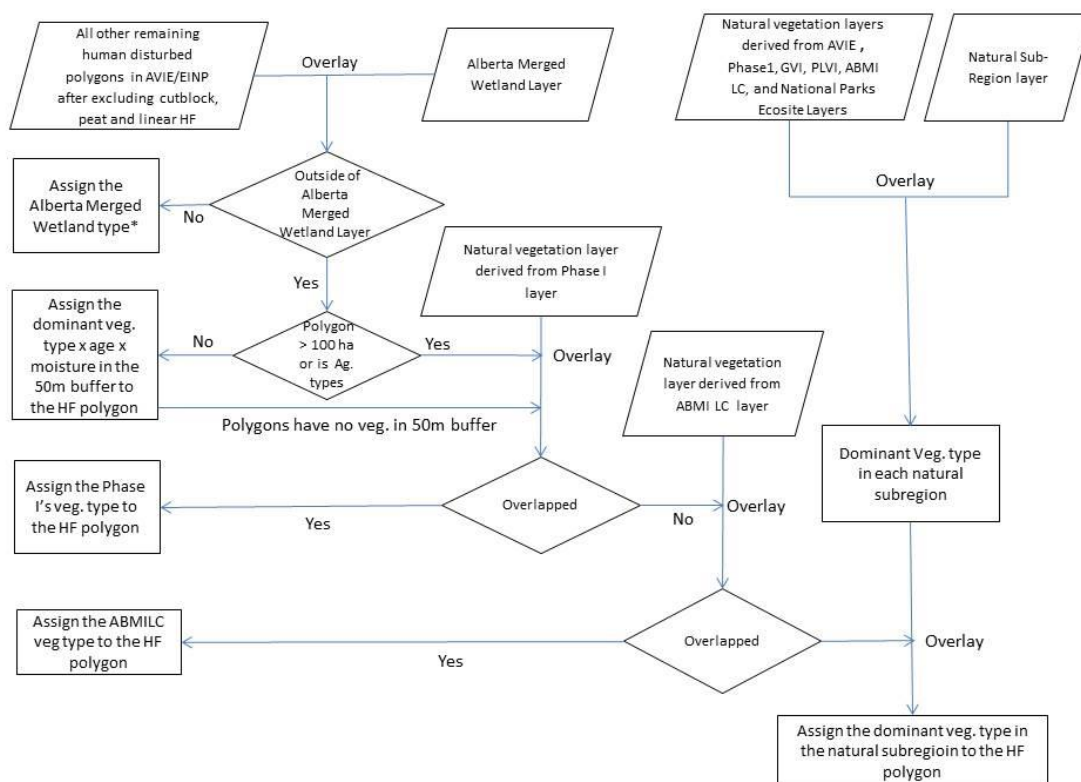 All other remaining
human disturbed
polygons in AVIE/EINP
after excluding cutblock,
peat and linear HF
Overlay
Alberta Merged
Wetland Layer
Natural vegetation layers
derived from AVIE ,
Phase1, GVI, PLVI, ABMI
LC, and National Parks
Ecosite Layers
Natural Sub-
Region layer
Overlay
Assign the
Alberta Merged
Wetland type*
No
Outside of
Alberta
Merged
Wetland Layer
Yes
Natural vegetation layer
derived from Phase I
layer
Assign the
dominant veg.
type x age x
moisture in the
50m buffer to
the HF polygon
No
Polygon
> 100 ha
or is Ag.
types
Yes
Overlay
Natural vegetation
layer derived from
ABMI LC layer
Polygons have no veg. in 50m buffer
Dominant Veg. type
in each natural
subregion
Assign the Phase
I's veg. type to
the HF polygon
Yes
Overlapped
No
Overlay
Assign the ABMILC
veg type to the HF
polygon
Yes
Overlapped
Overlay
Assign the dominant veg. type in
the natural subregioin to the HF
polygon